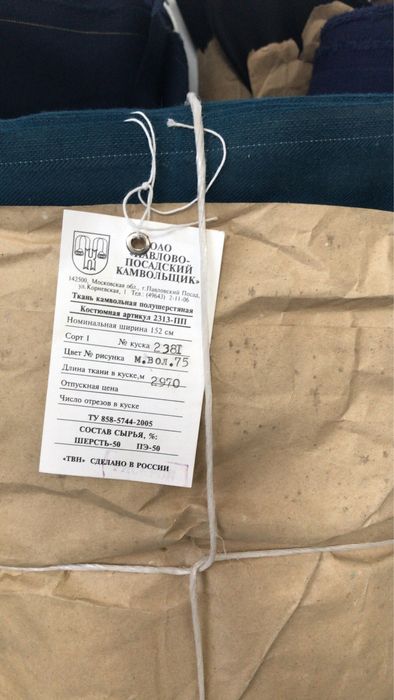 ОАО
"ПАВЛОВО-
ПОСАДСКИЙ
КАМВОЛЬЩИК"
142500, Московская обл., г.Павловский Посад,
ул. Корневская, 1 Тел.: (49643) 2-11-06
Ткань камвольная полушерстяная
Костюмная артикул 2313-ПП
Номинальная ширина 152 см
Сорт 1 № куска 2381
Цвет № рисунка М.ВОЛ.75
Длина ткани в куске,м 2970
Отпускная цена
Число отрезов в куске
ТУ 858-5744-2005
СОСТАВ СЫРЬЯ, %:
ШЕРСТЬ-50 ПЭ-50
«ТВН» СДЕЛАНО В РОССИИ